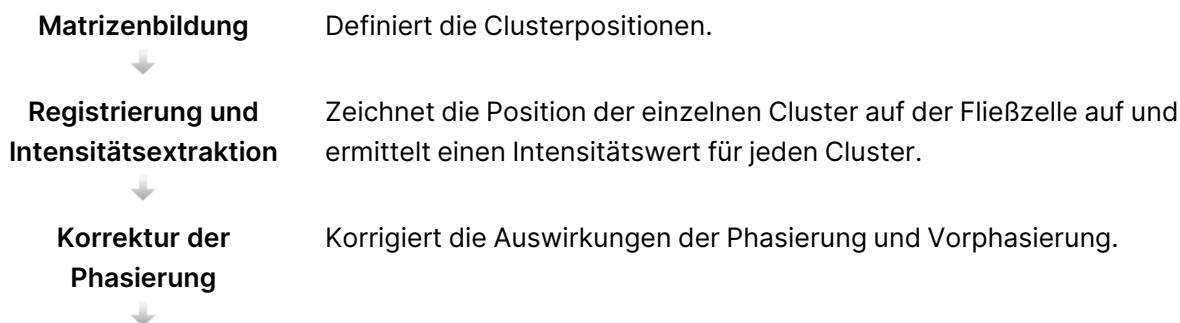 Matrizenbildung Definiert die Clusterpositionen.
Registrierung und Zeichnet die Position der einzelnen Cluster auf der Fließzelle auf und
Intensitätsextraktion ermittelt einen Intensitätswert für jeden Cluster.
Korrektur der Korrigiert die Auswirkungen der Phasierung und Vorphasierung.
Phasierung